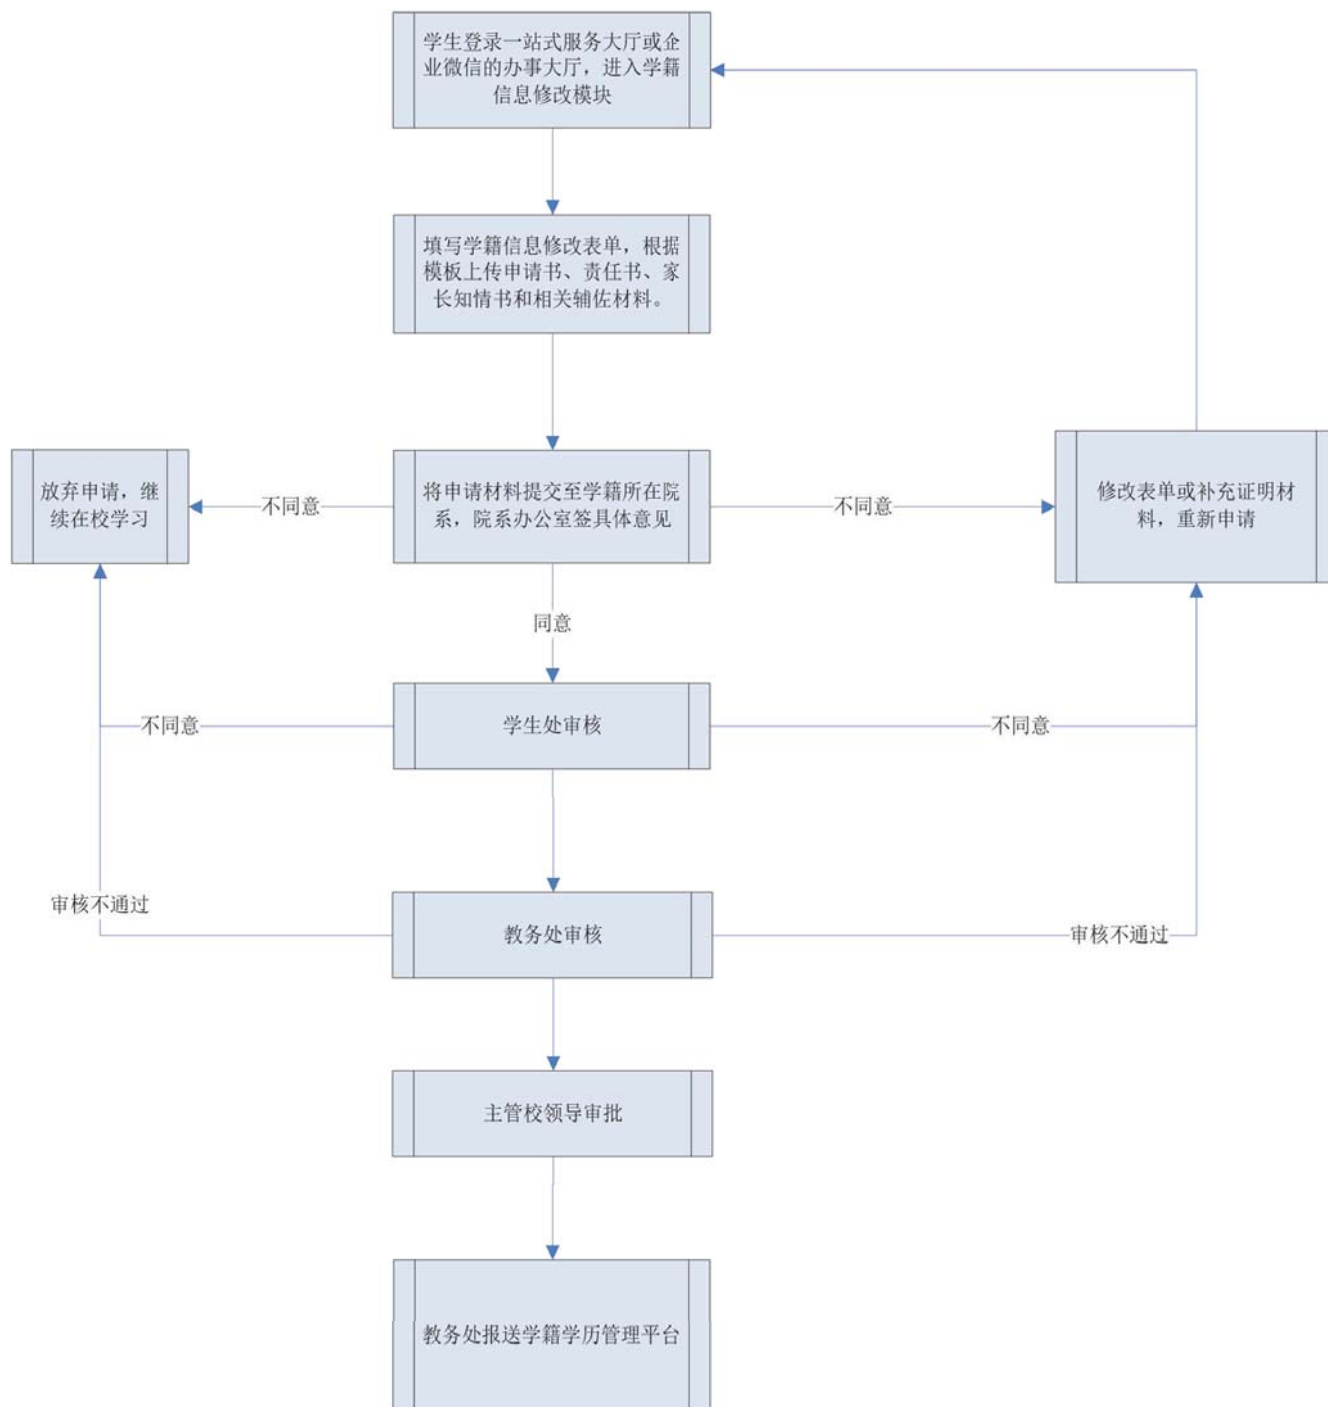 学生登录一站式服务大厅或企
业微信的办事大厅，进入学籍
信息修改模块
填写学籍信息修改表单，根据
模板上传申请书、责任书、家
长知情书和相关辅佐材料。
放弃申请，继
续在校学习
不同意
将申请材料提交至学籍所在院
系，院系办公室签具体意见
不同意
修改表单或补充证明材
料，重新申请
同意
不同意
学生处审核
不同意
审核不通过
教务处审核
审核不通过
主管校领导审批
教务处报送学籍学历管理平台